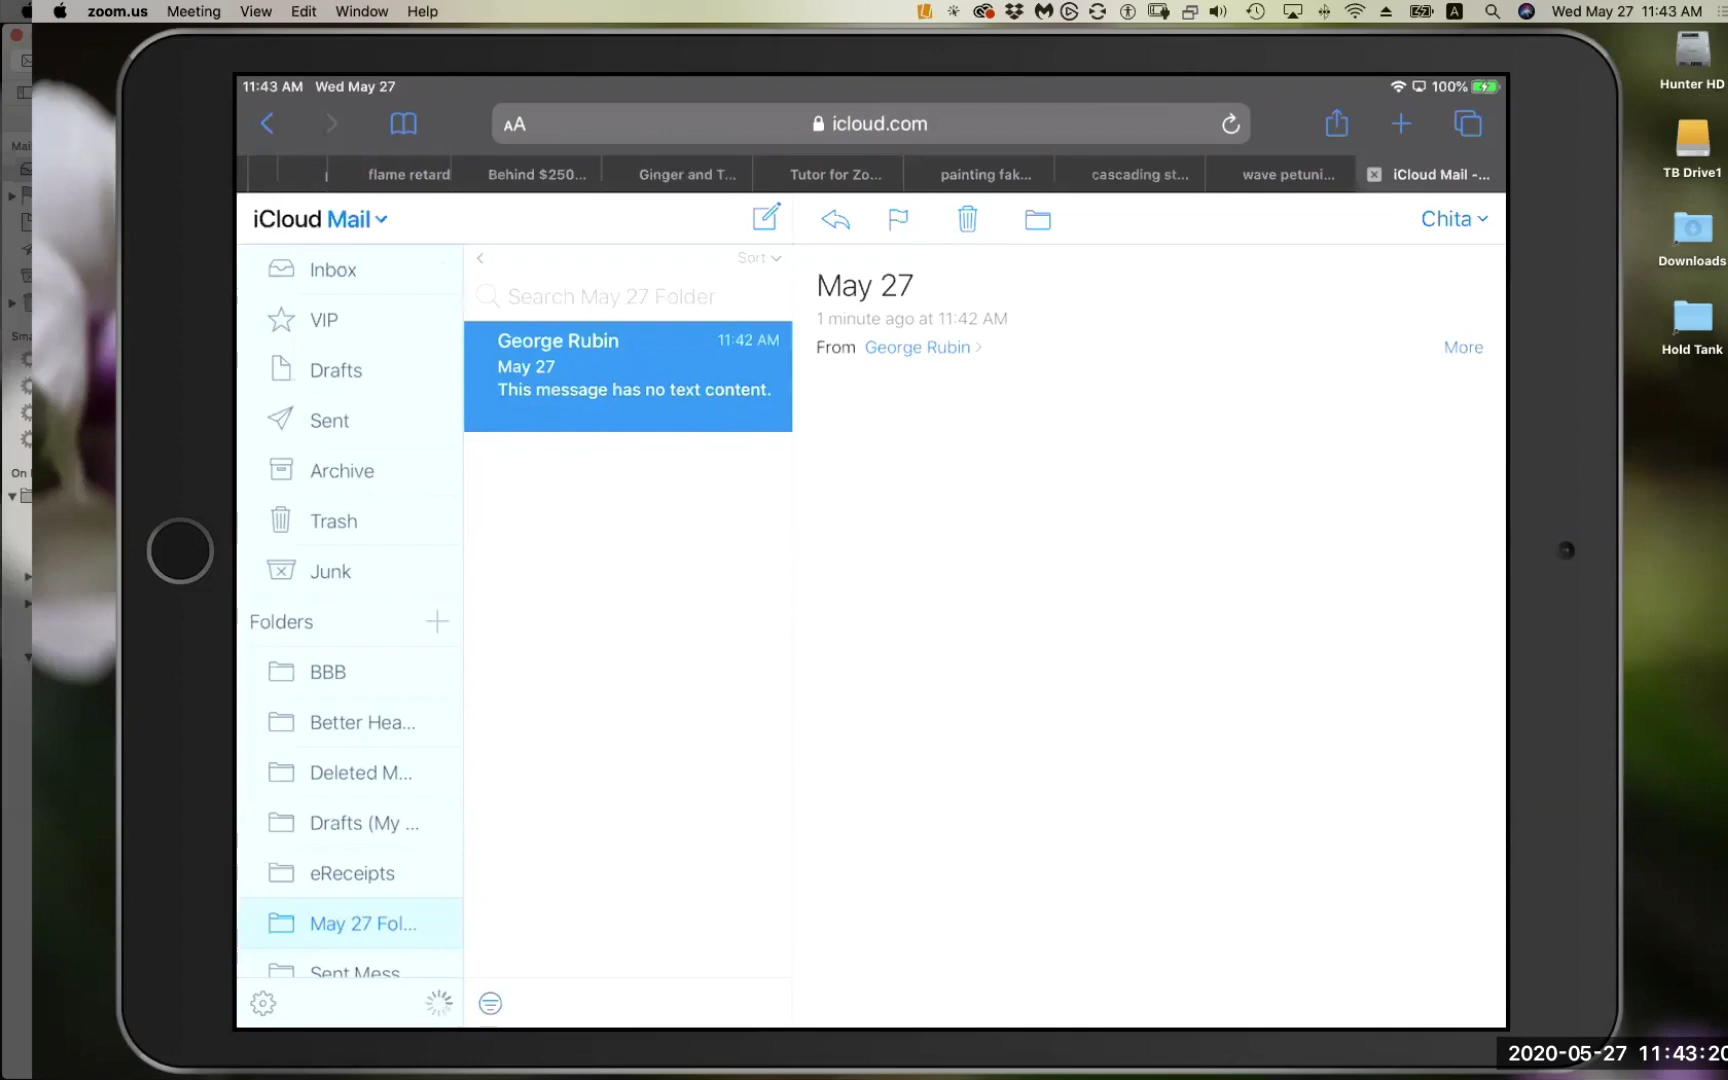 zoom.us Meeting View Edit Window Help
Wed May 27 11:43 AM
Hunter HD
TB Drive1
Downloads
Hold Tank
11:43 AM Wed May 27
100%
AA icloud.com
flame retard
Behind $250...
Ginger and T...
Tutor for Zo...
painting fak...
cascading st...
wave petuni...
iCloud Mail -...
iCloud Mail
Chita
Inbox
VIP
Drafts
Sent
Archive
Trash
Junk
Folders
BBB
Better Hea...
Deleted M...
Drafts (My ...
eReceipts
May 27 Fol...
Sent Mess
Sort
Search May 27 Folder
George Rubin 11:42 AM
May 27
This message has no text content.
May 27
1 minute ago at 11:42 AM
From George Rubin
More
Mai
Sma
On
2020-05-27 11:43:20